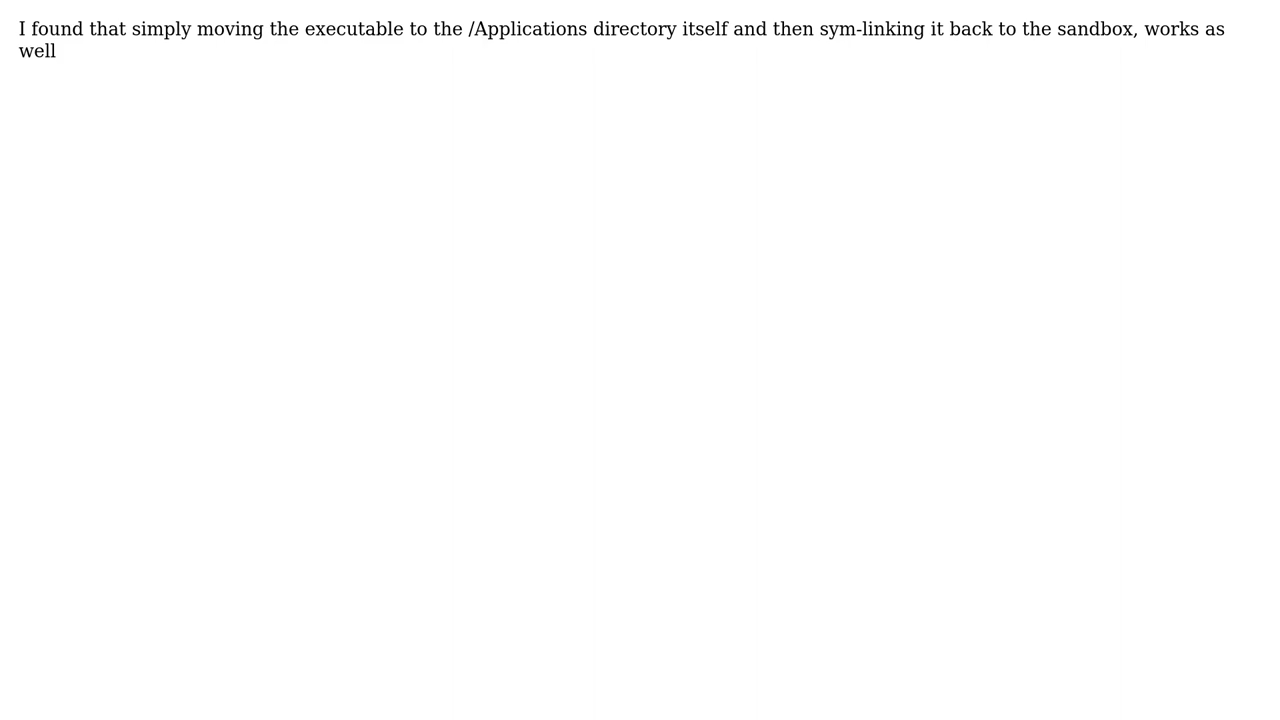 I found that simply moving the executable to the /Applications directory itself and then sym-linking it back to the sandbox, works as
well